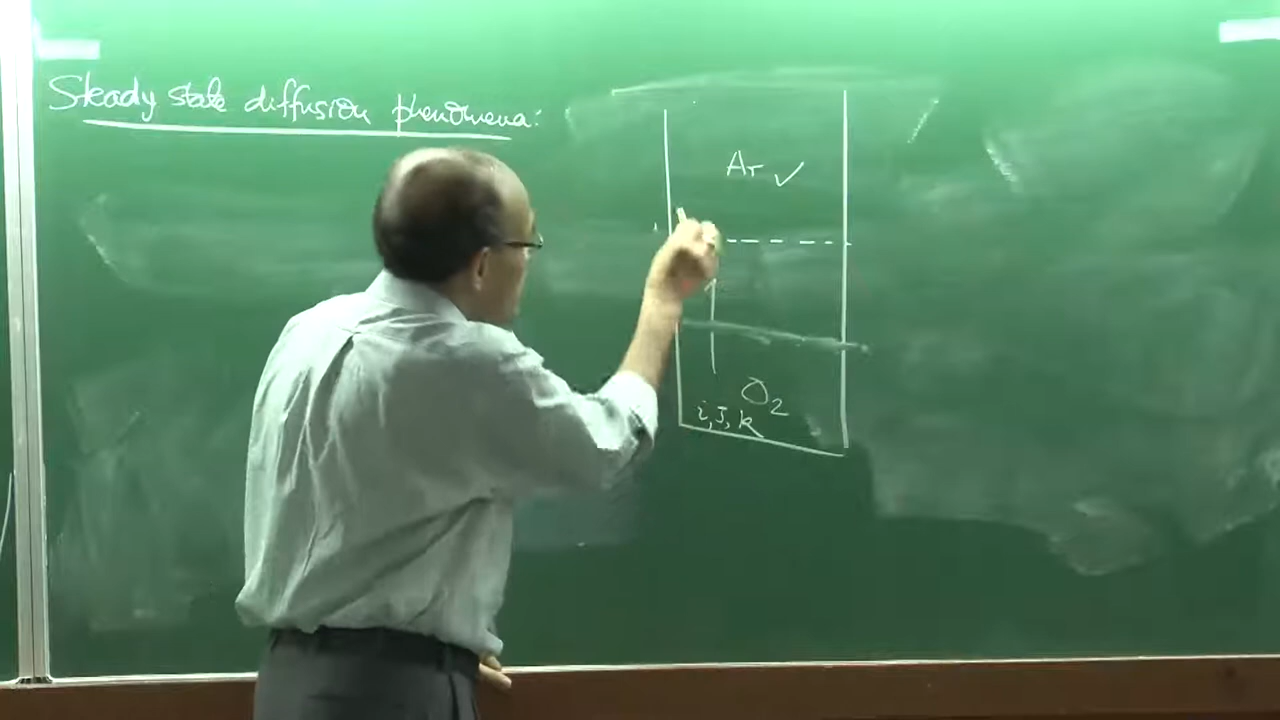 Steady state diffusion phenomena:
Ar ✓
O2
i, J, k